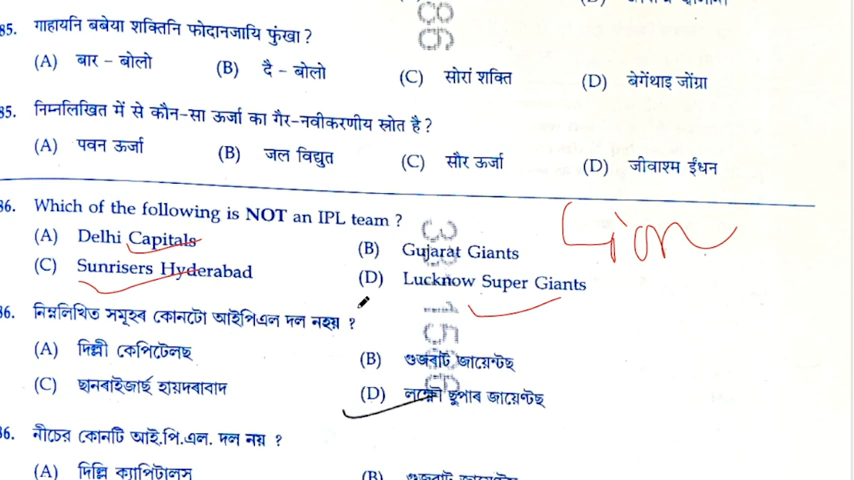 85. गाहायनि बबेया शक्तिनि फोदानजायि फुंखा ?
(A) बार – बोलो (B) दै – बोलो (C) सोरां शक्ति (D) बेगेंथाइ जोंग्रा
85. निम्नलिखित में से कौन-सा ऊर्जा का गैर-नवीकरणीय स्रोत है ?
(A) पवन ऊर्जा (B) जल विद्युत (C) सौर ऊर्जा (D) जीवाश्म ईंधन
86. Which of the following is NOT an IPL team ?
(A) Delhi Capitals (B) Gujarat Giants
(C) Sunrisers Hyderabad (D) Lucknow Super Giants
Lion
86. নিম্নলিখিত সমূহৰ কোনটো আইপিএল দল নহয় ?
(A) দিল্লী কেপিটেলছ্ (B) গুজৰাট জায়েন্টছ্
(C) ছানৰাইজাৰ্ছ হায়দৰাবাদ (D) লক্ষ্ণৌ ছুপাৰ জায়েণ্টছ্
86. নীচের কোনটি আই.পি.এল. দল নয় ?
(A) দিল্লি ক্যাপিটালস (B)